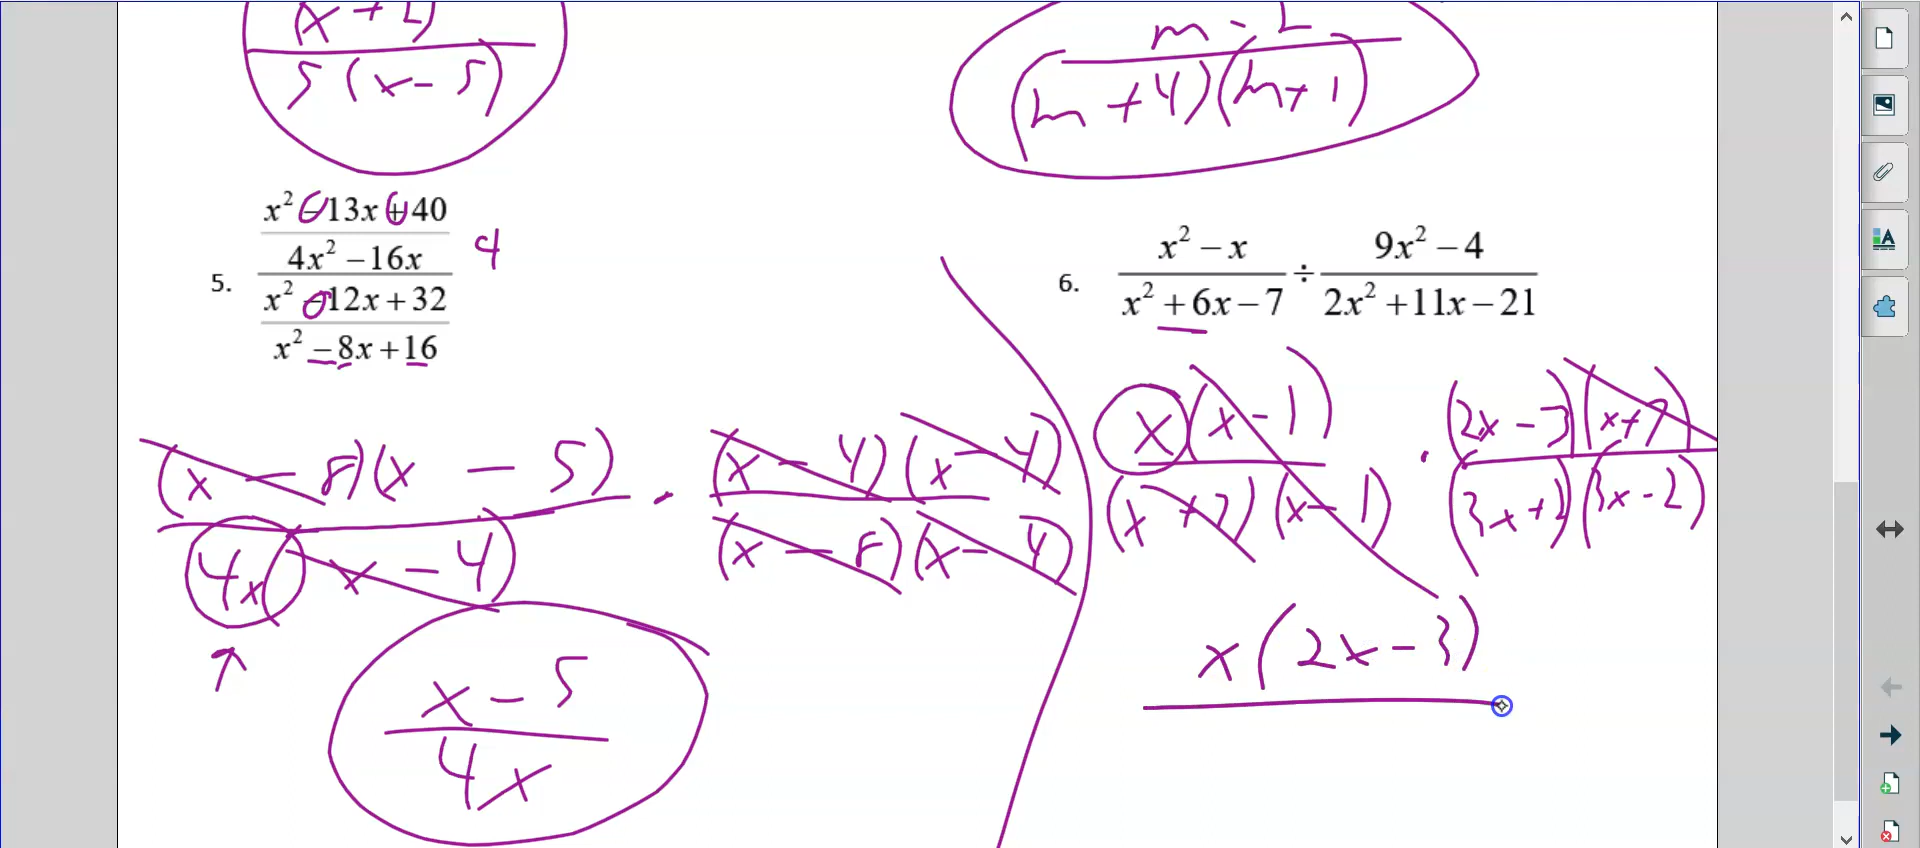 (x + 2)
5 (x - 5)
m - 2
(m + 4)(m + 1)
5.
x² - 13x + 40
4x² - 16x
x² - 12x + 32
x² - 8x + 16
4
(x - 8)(x - 5)
4x(x - 4)
·
(x - 4)(x - 4)
(x - 8)(x - 4)
x - 5
4x
6.
x² - x
x² + 6x - 7
÷
9x² - 4
2x² + 11x - 21
x(x - 1)
(x + 7)(x - 1)
·
(2x - 3)(x + 7)
(3x + 2)(3x - 2)
x(2x - 3)